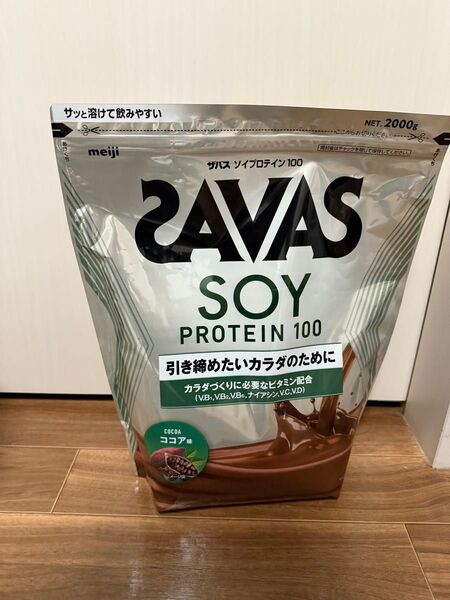 サッと溶けて飲みやすい
NET. 2000g
meiji
ザバス ソイプロテイン100
SAVAS
SOY
PROTEIN 100
引き締めたいカラダのために
カラダづくりに必要なビタミン配合
(V.B₁,V.B₂,V.B₆,ナイアシン,V.C,V.D)
COCOA
ココア味